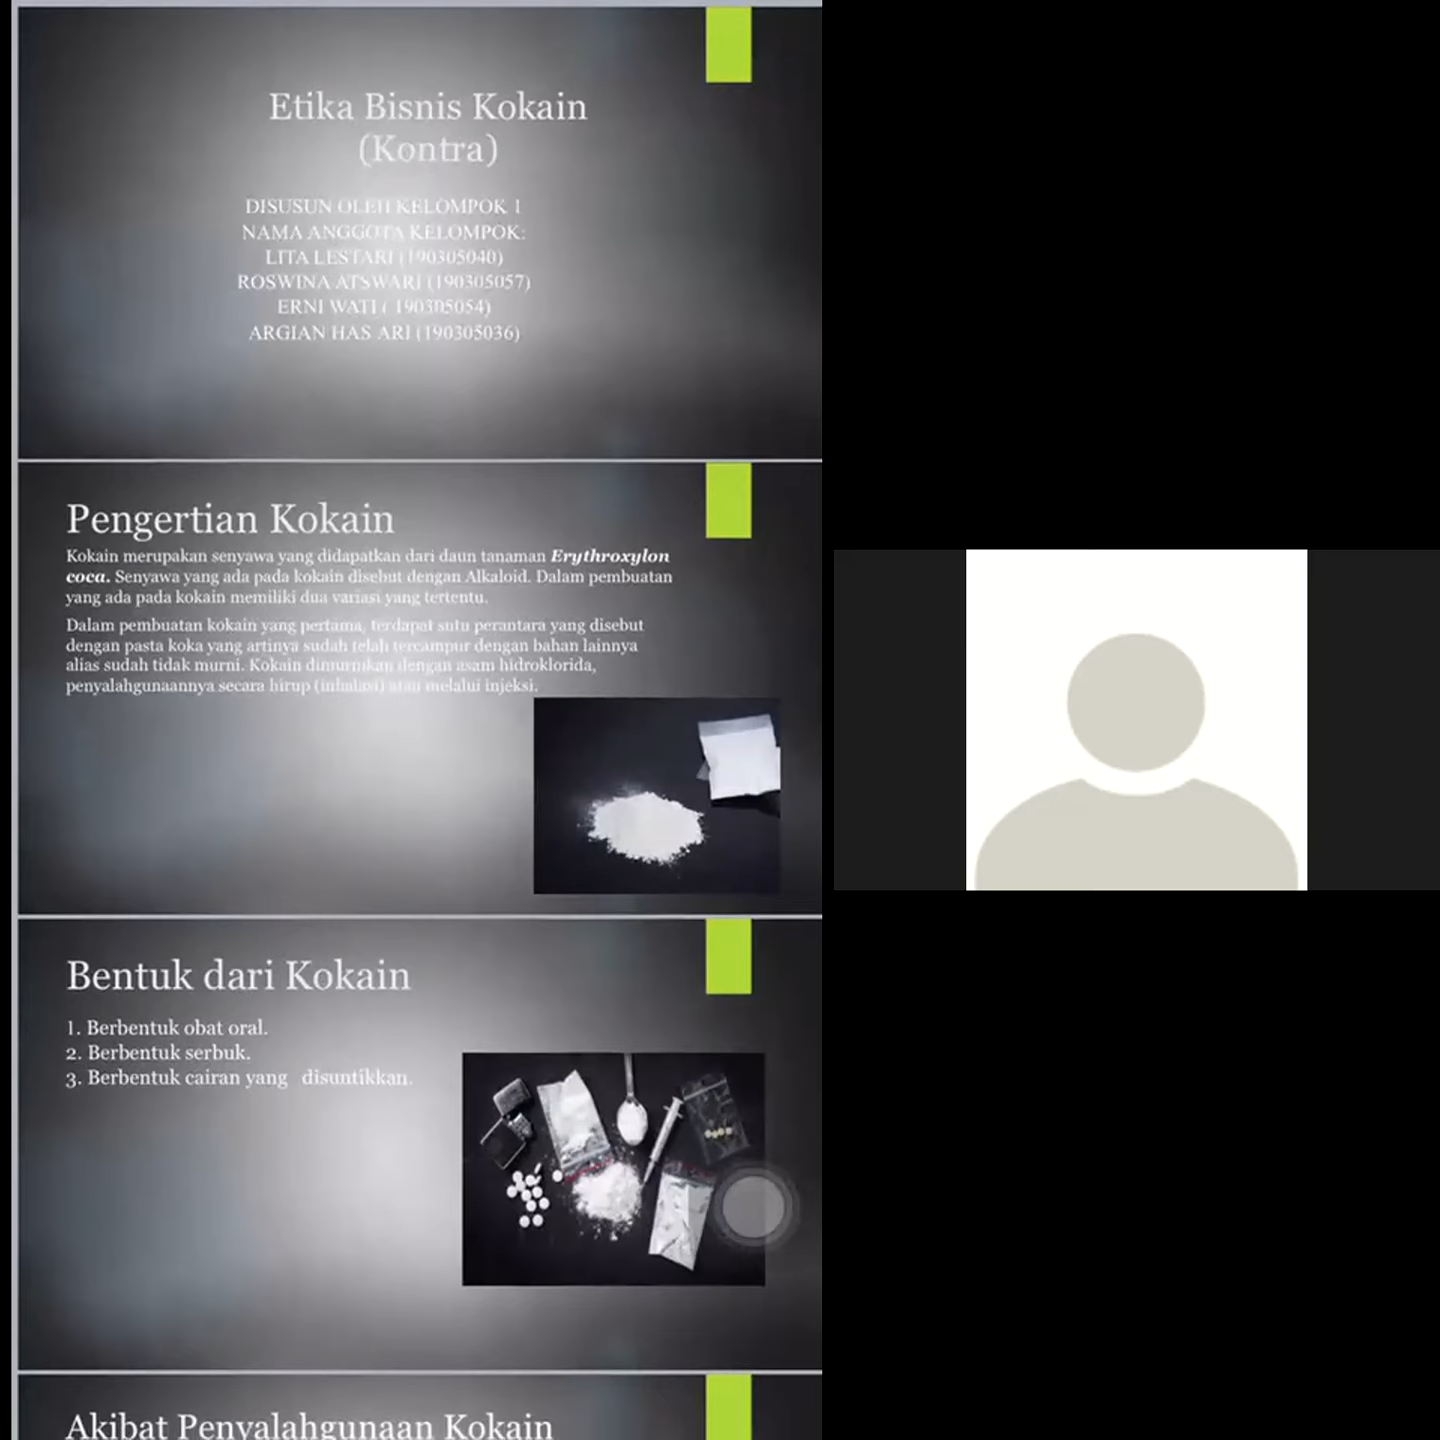 Etika Bisnis Kokain
(Kontra)
DISUSUN OLEH KELOMPOK 1
NAMA ANGGOTA KELOMPOK:
LITA LESTARI (190305040)
ROSWINA ATSWARI (190305057)
ERNI WATI ( 190305054)
ARGIAN HAS ARI (190305036)
Pengertian Kokain
Kokain merupakan senyawa yang didapatkan dari daun tanaman Erythroxylon
coca. Senyawa yang ada pada kokain disebut dengan Alkaloid. Dalam pembuatan
yang ada pada kokain memiliki dua variasi yang tertentu.
Dalam pembuatan kokain yang pertama, terdapat satu perantara yang disebut
dengan pasta koka yang artinya sudah telah tercampur dengan bahan lainnya
alias sudah tidak murni. Kokain dimurnikan dengan asam hidroklorida,
penyalahgunaannya secara hirup (inhalasi) atau melalui injeksi.
Bentuk dari Kokain
1. Berbentuk obat oral.
2. Berbentuk serbuk.
3. Berbentuk cairan yang disuntikkan.
Akibat Penyalahgunaan Kokain